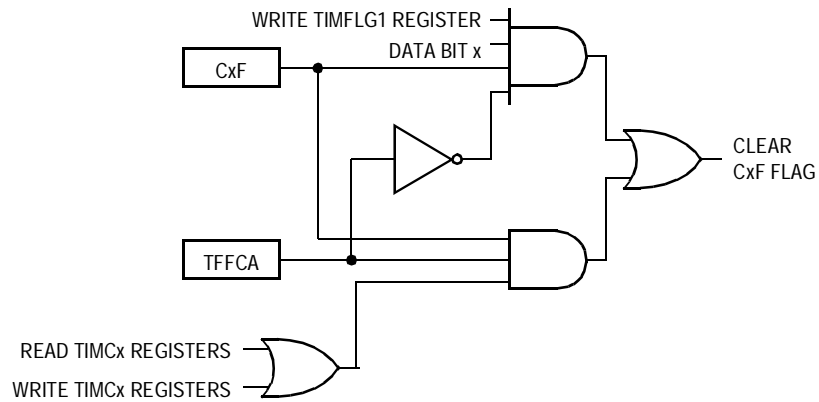 WRITE TIMFLG1 REGISTER
DATA BIT x
CxF
CLEAR
CxF FLAG
TFFCA
READ TIMCx REGISTERS
WRITE TIMCx REGISTERS